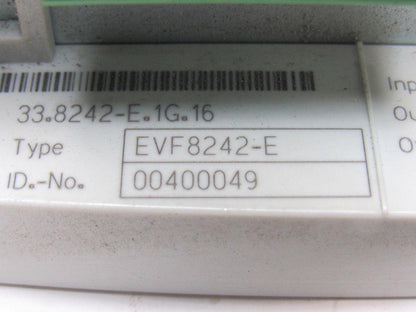 33.8242-E.1G.16
Type EVF8242-E
ID.-No. 00400049
Inp
Ou
O